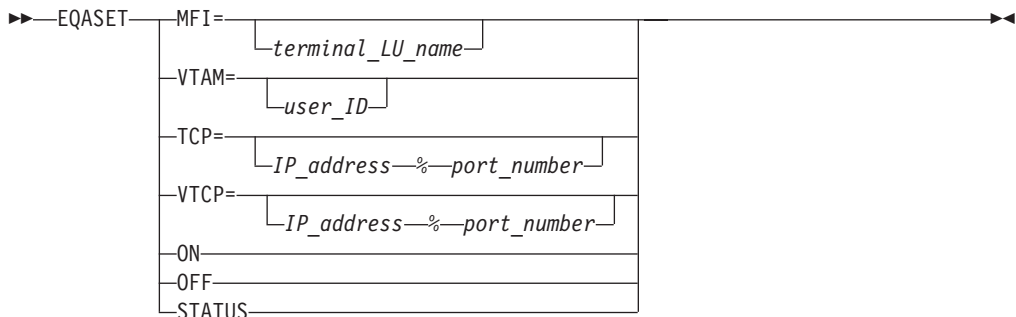 EQASET MFI=
terminal_LU_name
VTAM=
user_ID
TCP=
IP_address % port_number
VTCP=
IP_address % port_number
ON
OFF
STATUS